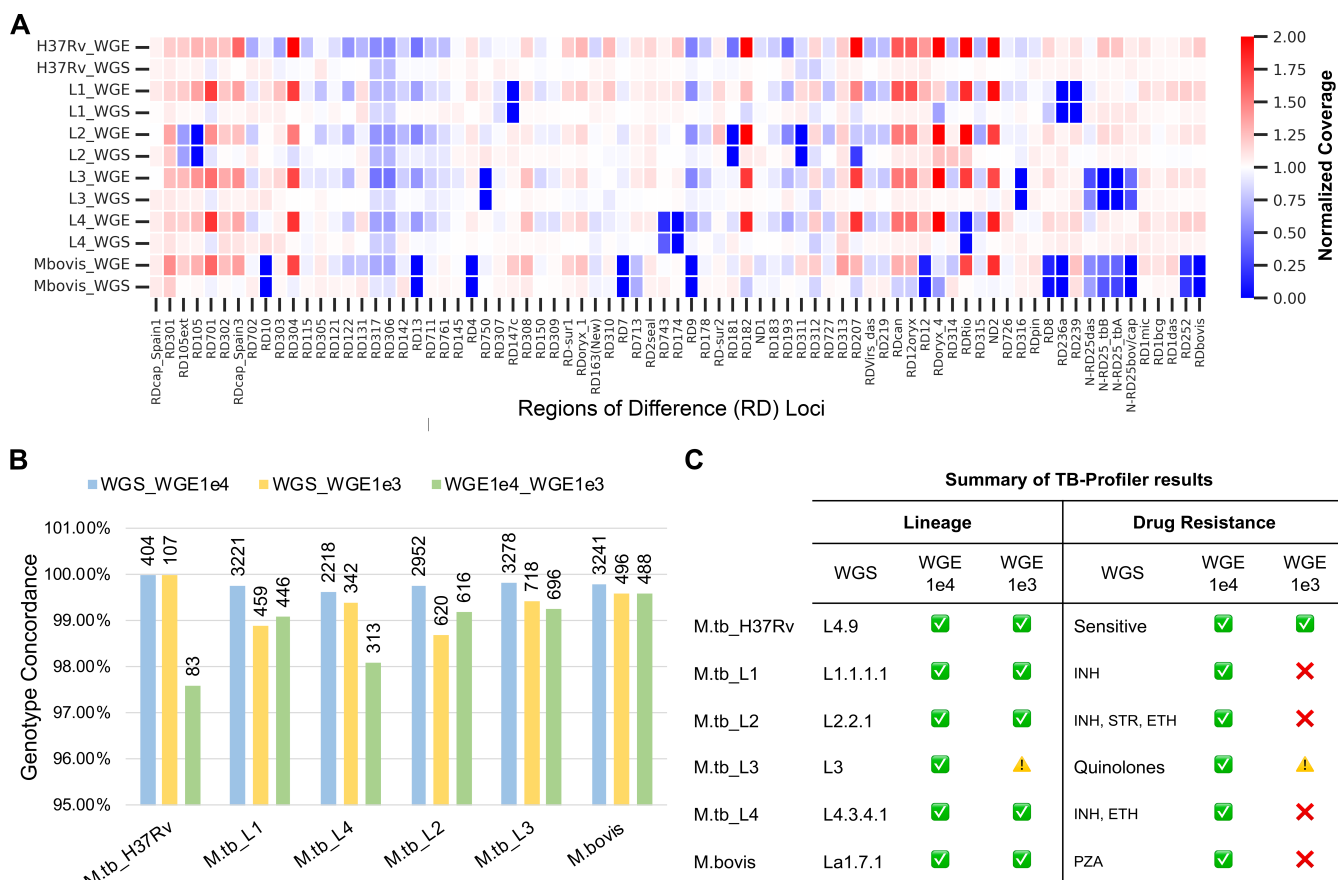 A
H37Rv_WGE
H37Rv_WGS
L1_WGE
L1_WGS
L2_WGE
L2_WGS
L3_WGE
L3_WGS
L4_WGE
L4_WGS
Mbovis_WGE
Mbovis_WGS
2.00
1.75
1.50
1.25
1.00
0.75
0.50
0.25
0.00
Normalized Coverage
RDcap_Spain1
RD301
RD105ext
RD105
RD701
RD302
RDcap_Spain3
RD702
RD10
RD303
RD304
RD115
RD305
RD121
RD122
RD131
RD317
RD306
RD142
RD13
RD711
RD761
RD145
RD4
RD750
RD307
RD147c
RD308
RD150
RD309
RD-sur1
RDoryx_1
RD163(New)
RD310
RD7
RD713
RD2seal
RD743
RD174
RD9
RD178
RD-sur2
RD181
RD182
ND1
RD183
RD193
RD311
RD312
RD727
RD313
RD207
RDVirs_das
RD219
RDcan
RD12oryx
RD12
RDoryx_4
RD314
RDRio
RD315
ND2
RD726
RD316
RDpin
RD8
RD236a
RD239
N-RD25das
N-RD25_tbB
N-RD25_tbA
N-RD25bov/cap
RD1mic
RD1bcg
RD1das
RD252
RDbovis
Regions of Difference (RD) Loci
B
WGS_WGE1e4 WGS_WGE1e3 WGE1e4_WGE1e3
Genotype Concordance
101.00%
100.00%
99.00%
98.00%
97.00%
96.00%
95.00%
404 107 83
3221 459 446
2218 342 313
2952 620 616
3278 718 696
3241 496 488
M.tb_H37Rv
M.tb_L1
M.tb_L4
M.tb_L2
M.tb_L3
M.bovis
C
Summary of TB-Profiler results
Lineage Drug Resistance
WGS WGE 1e4 WGE 1e3 WGS WGE 1e4 WGE 1e3
M.tb_H37Rv L4.9 Sensitive
M.tb_L1 L1.1.1.1 INH
M.tb_L2 L2.2.1 INH, STR, ETH
M.tb_L3 L3 Quinolones
M.tb_L4 L4.3.4.1 INH, ETH
M.bovis La1.7.1 PZA